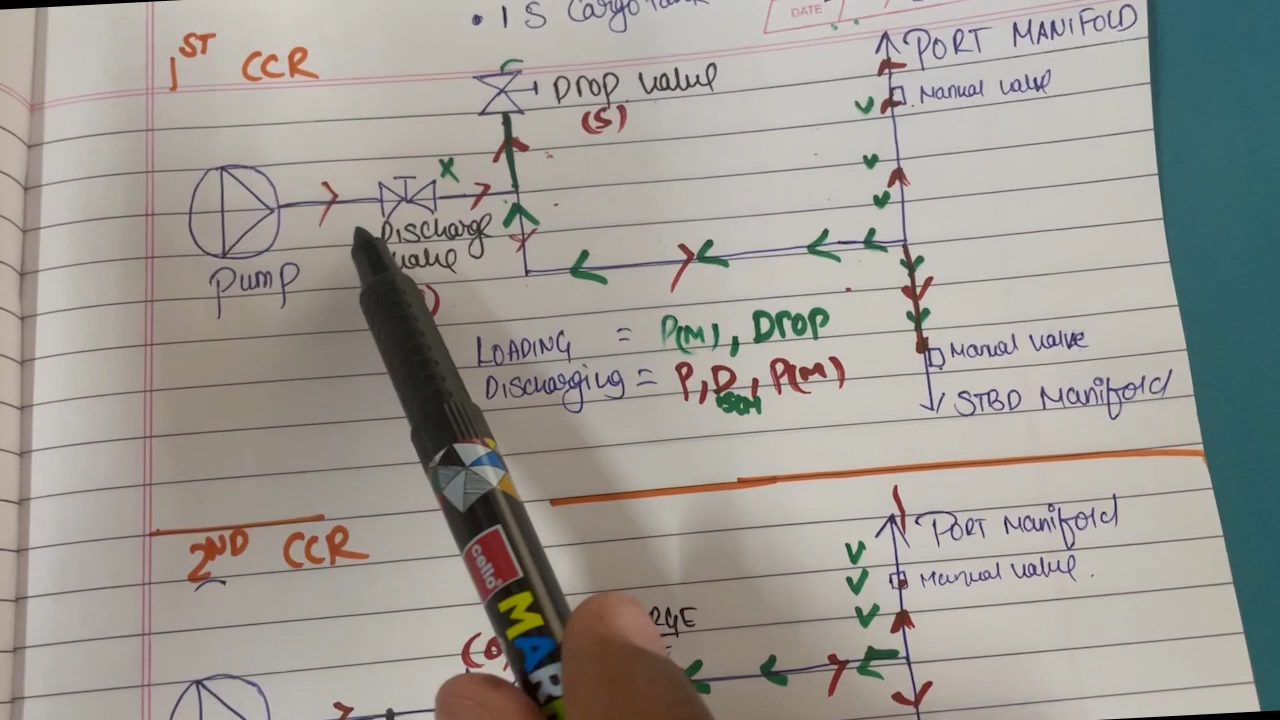 • 1 S Cargo Tank
DATE
1ST CCR
PORT MANIFOLD
Drop valve
(S)
Manual valve
Discharge
valve
Pump
LOADING = P(M), Drop
Discharging = P, D, P(M)
Manual valve
STBD Manifold
2ND CCR
PORT Manifold
Manual valve.
cello